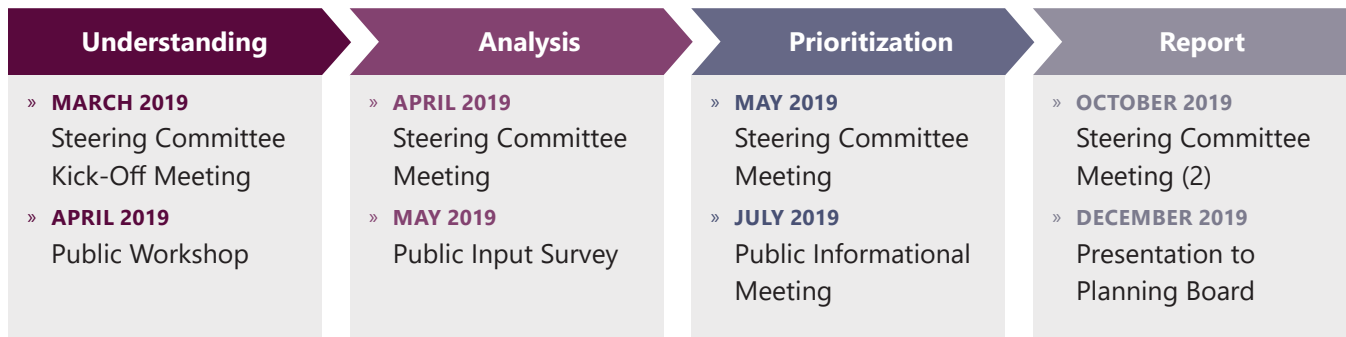 Understanding
» MARCH 2019
Steering Committee
Kick-Off Meeting
» APRIL 2019
Public Workshop
Analysis
» APRIL 2019
Steering Committee
Meeting
» MAY 2019
Public Input Survey
Prioritization
» MAY 2019
Steering Committee
Meeting
» JULY 2019
Public Informational
Meeting
Report
» OCTOBER 2019
Steering Committee
Meeting (2)
» DECEMBER 2019
Presentation to
Planning Board